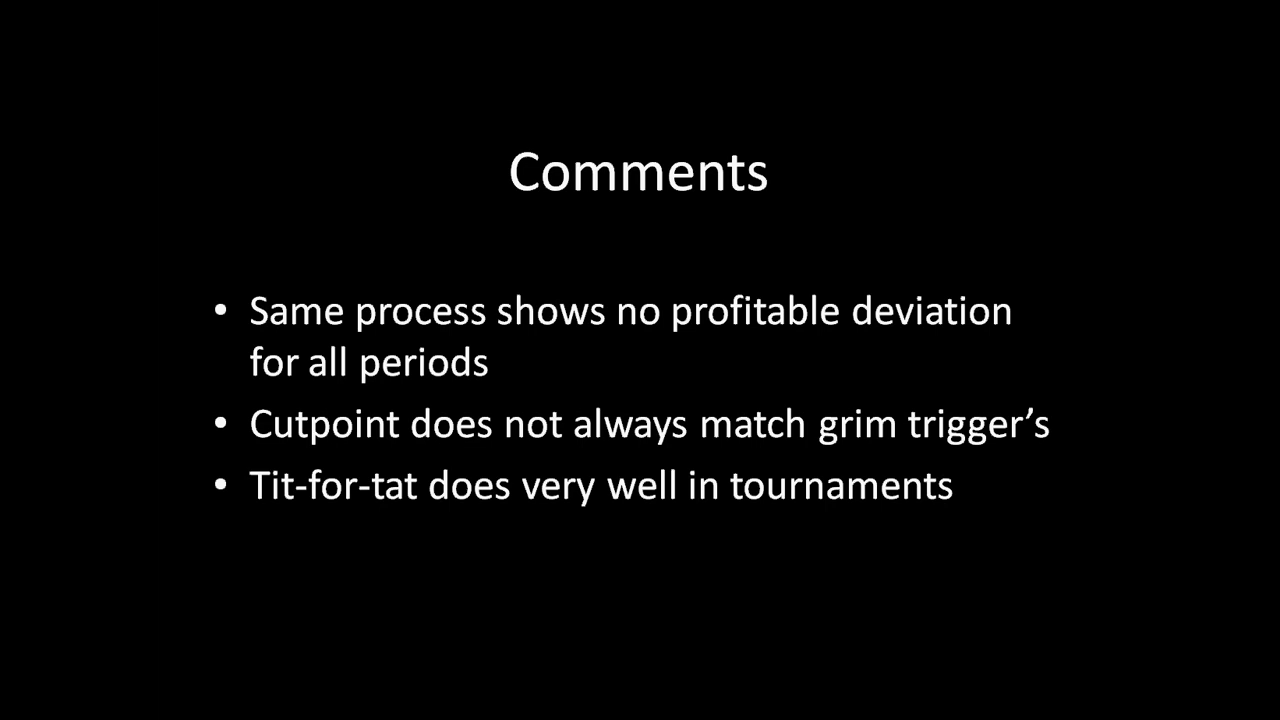 Comments
• Same process shows no profitable deviation
for all periods
• Cutpoint does not always match grim trigger’s
• Tit-for-tat does very well in tournaments